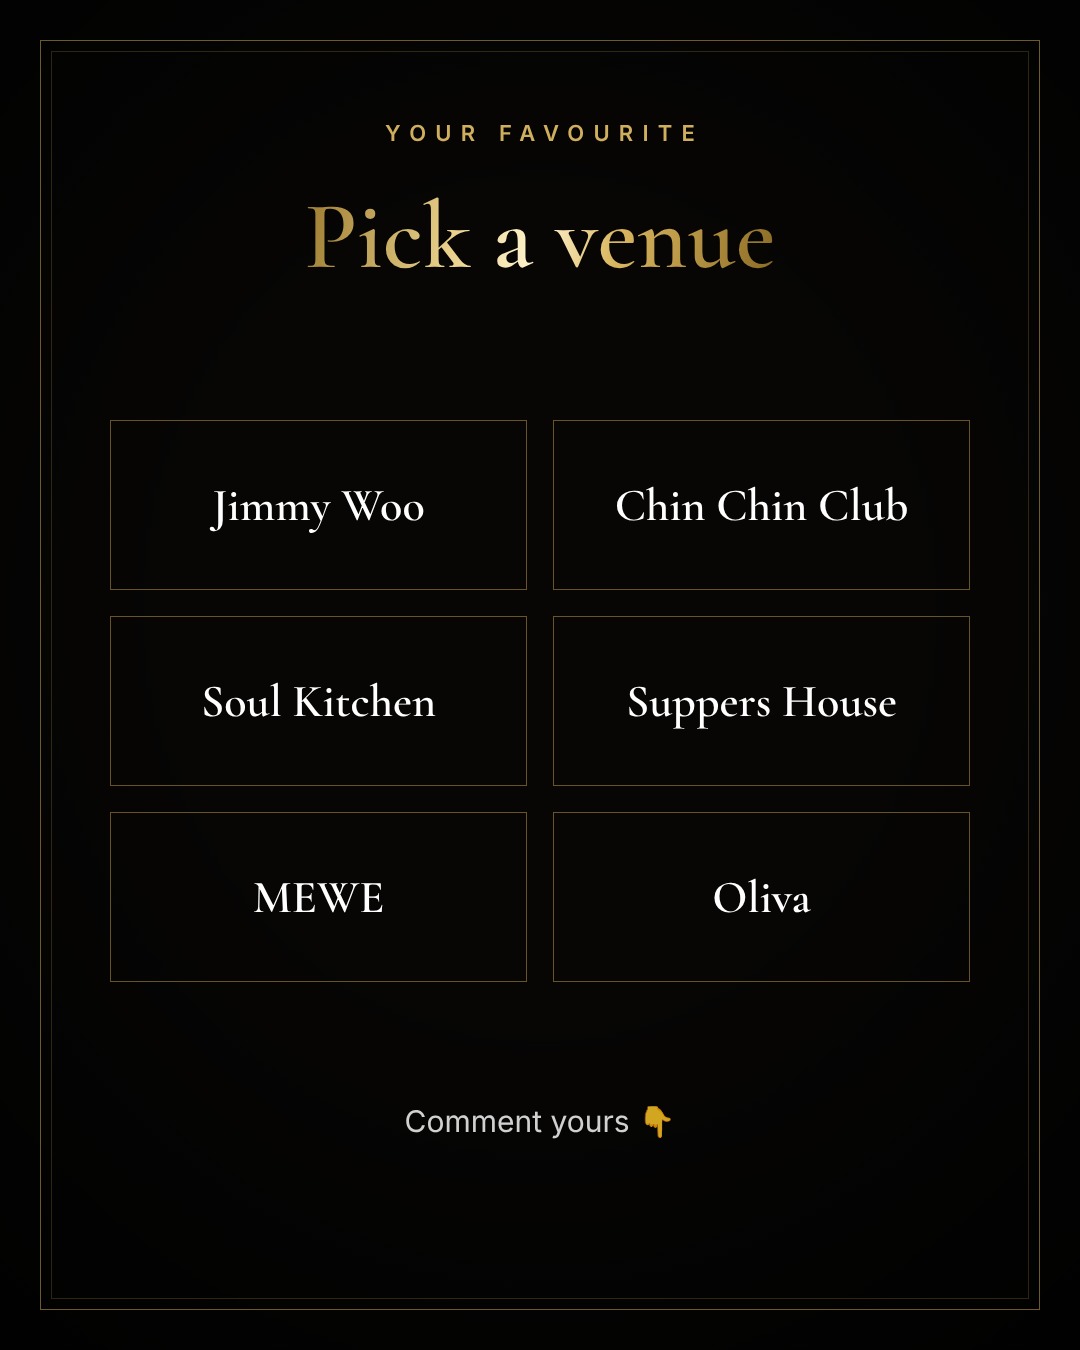 YOUR FAVOURITE
Pick a venue
Jimmy Woo
Chin Chin Club
Soul Kitchen
Suppers House
MEWE
Oliva
Comment yours 👇